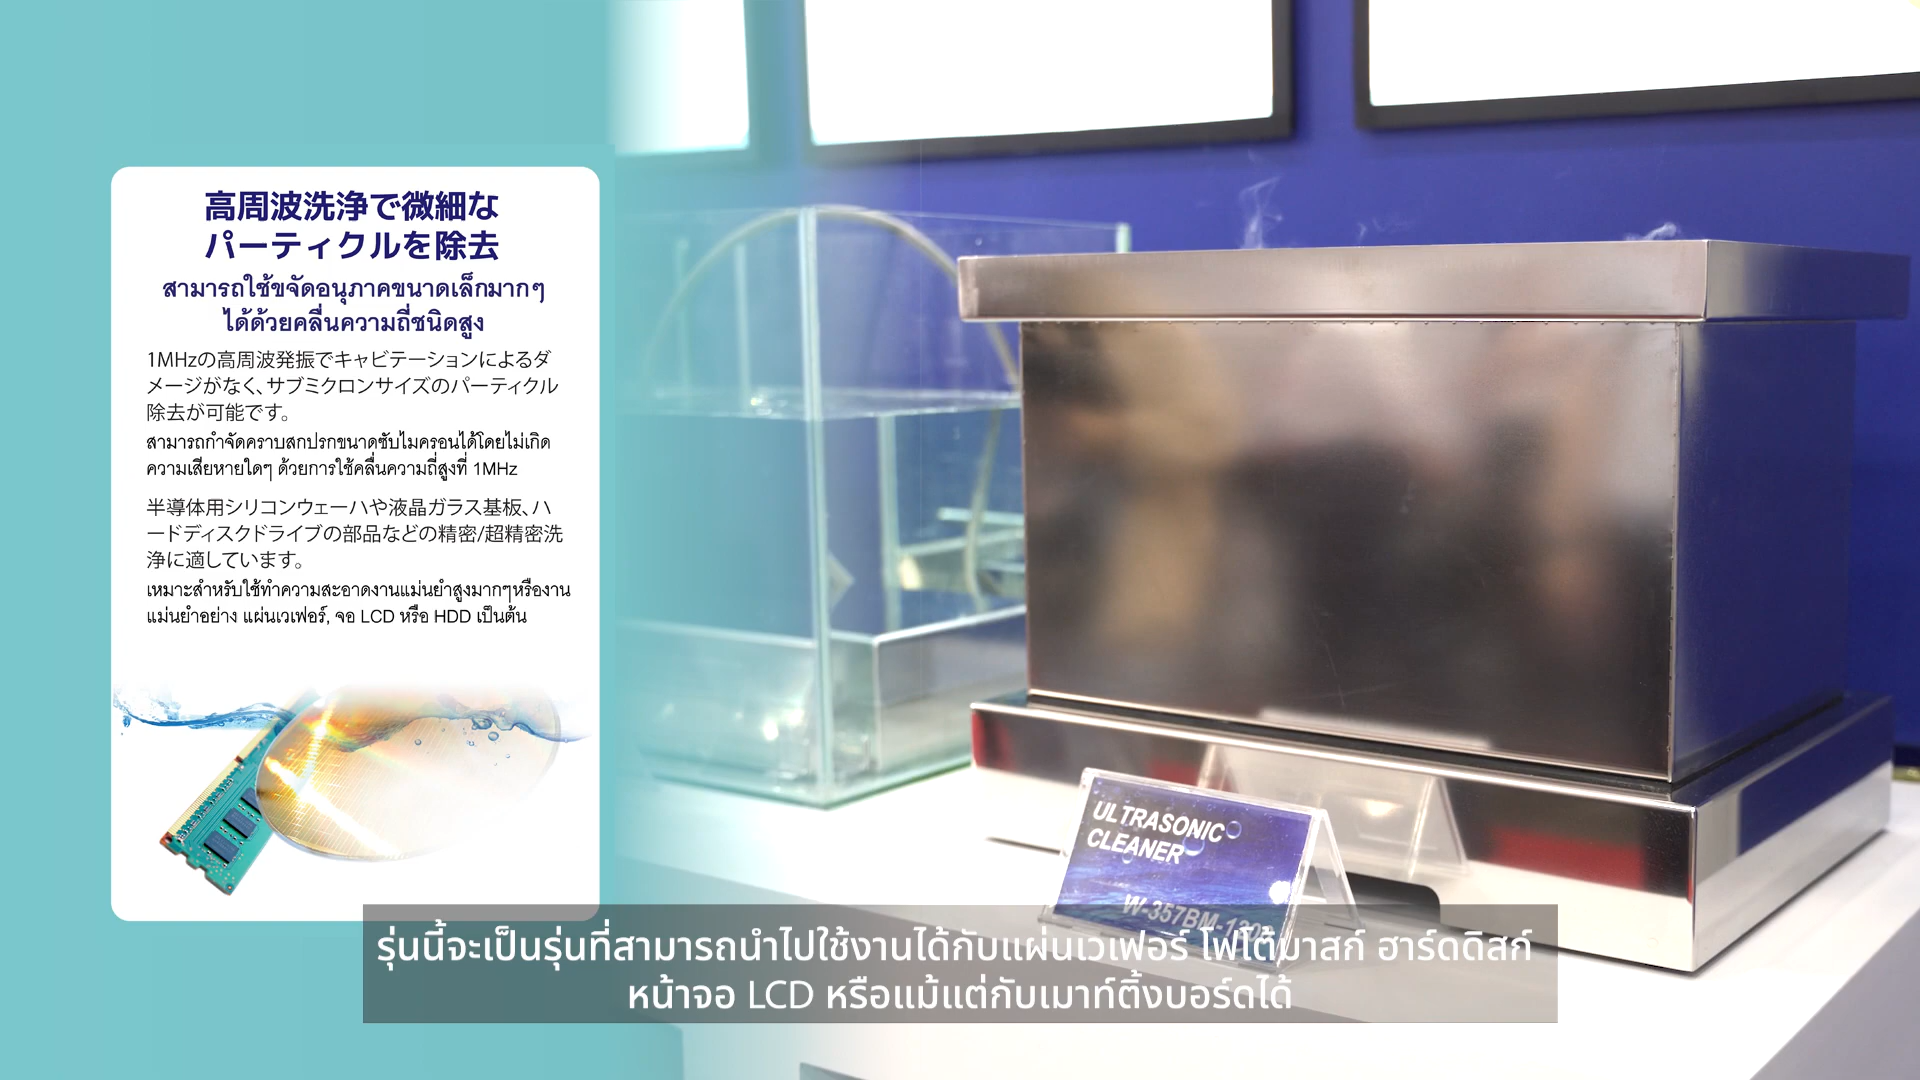 高周波洗浄で微細な
パーティクルを除去
สามารถใช้ขจัดอนุภาคขนาดเล็กมากๆ
ได้ด้วยคลื่นความถี่ชนิดสูง
1MHzの高周波発振でキャビテーションによるダ
メージがなく、サブミクロンサイズのパーティクル
除去が可能です。
สามารถกำจัดคราบสกปรกขนาดซับไมครอนได้โดยไม่เกิด
ความเสียหายใดๆ ด้วยการใช้คลื่นความถี่สูงที่ 1MHz
半導体用シリコンウェーハや液晶ガラス基板、ハ
ードディスクドライブの部品などの精密/超精密洗
浄に適しています。
เหมาะสำหรับใช้ทำความสะอาดงานแม่นยำสูงมากๆหรืองาน
แม่นยำอย่าง แผ่นเวเฟอร์, จอ LCD หรือ HDD เป็นต้น
ULTRASONIC
CLEANER
รุ่นนี้จะเป็นรุ่นที่สามารถนำไปใช้งานได้กับแผ่นเวเฟอร์ โฟโต้มาสก์ ฮาร์ดดิสก์
หน้าจอ LCD หรือแม้แต่กับเมาท์ติ้งบอร์ดได้